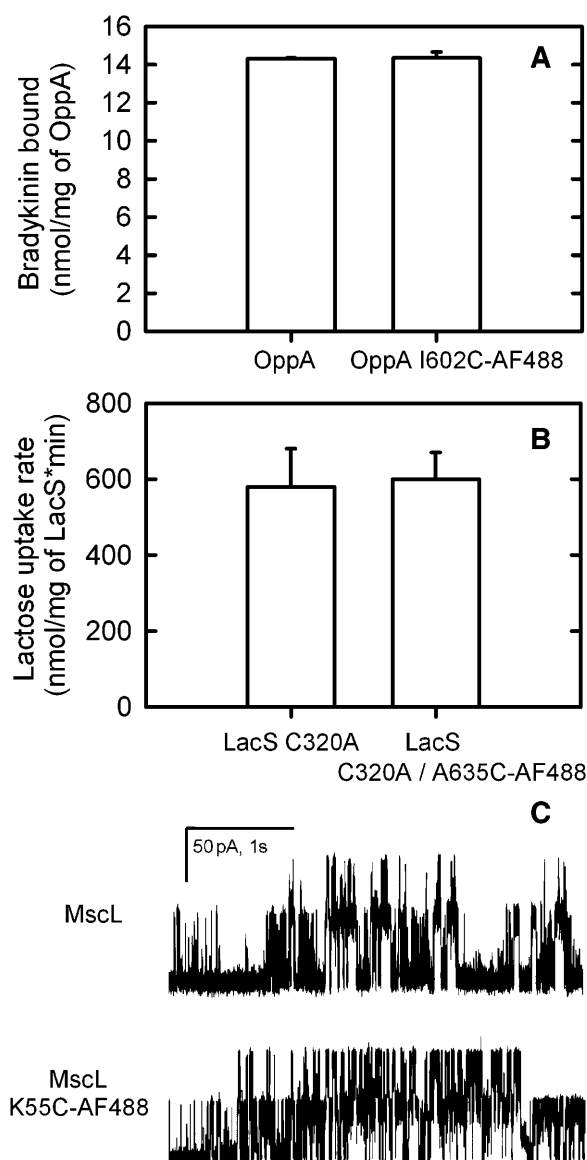 A
Bradykinin bound
(nmol/mg of OppA)
16
14
12
10
8
6
4
2
0
OppA
OppA I602C-AF488
B
Lactose uptake rate
(nmol/mg of LacS*min)
800
600
400
200
0
LacS C320A
LacS
C320A / A635C-AF488
C
50 pA, 1s
MscL
MscL
K55C-AF488